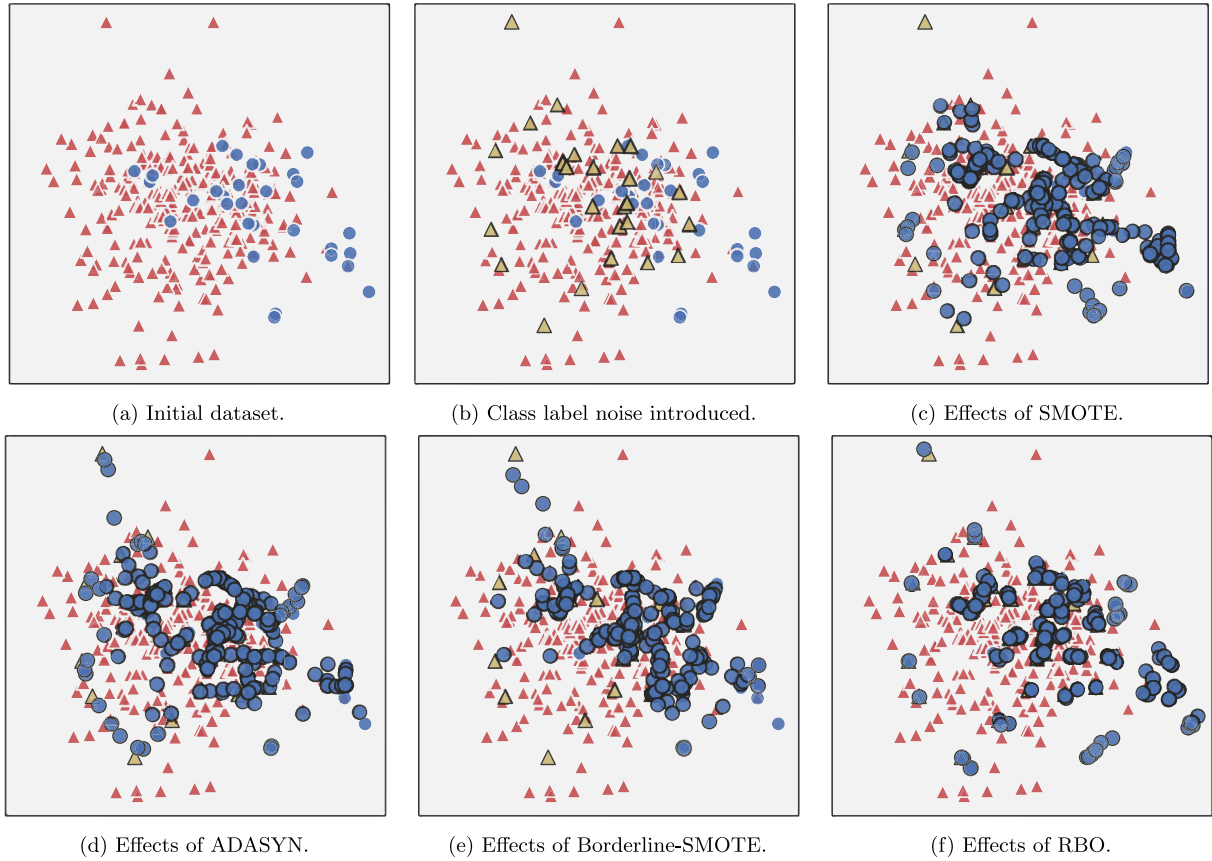 (a) Initial dataset.
(b) Class label noise introduced.
(c) Effects of SMOTE.
(d) Effects of ADASYN.
(e) Effects of Borderline-SMOTE.
(f) Effects of RBO.